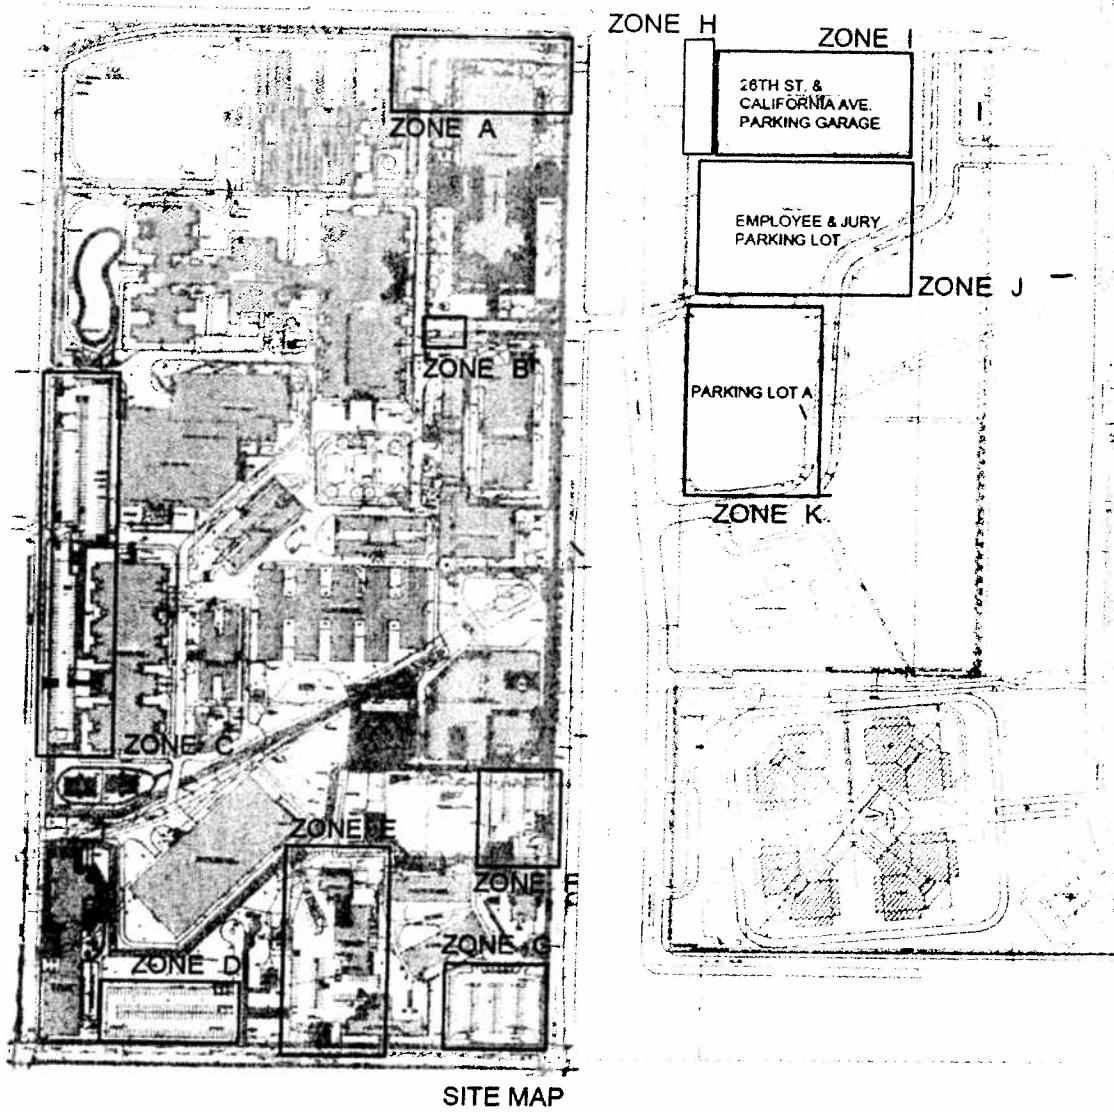 ZONE H
ZONE I
26TH ST. &
CALIFORNIA AVE.
PARKING GARAGE
ZONE A
EMPLOYEE & JURY
PARKING LOT
ZONE J
ZONE B
PARKING LOT A
ZONE K
ZONE C
ZONE E
ZONE F
ZONE G
ZONE D
SITE MAP